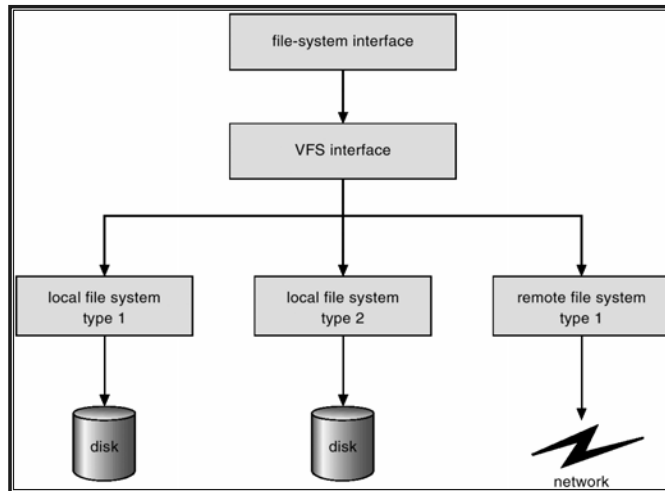 file-system interface
VFS interface
local file system
type 1
local file system
type 2
remote file system
type 1
disk
disk
network